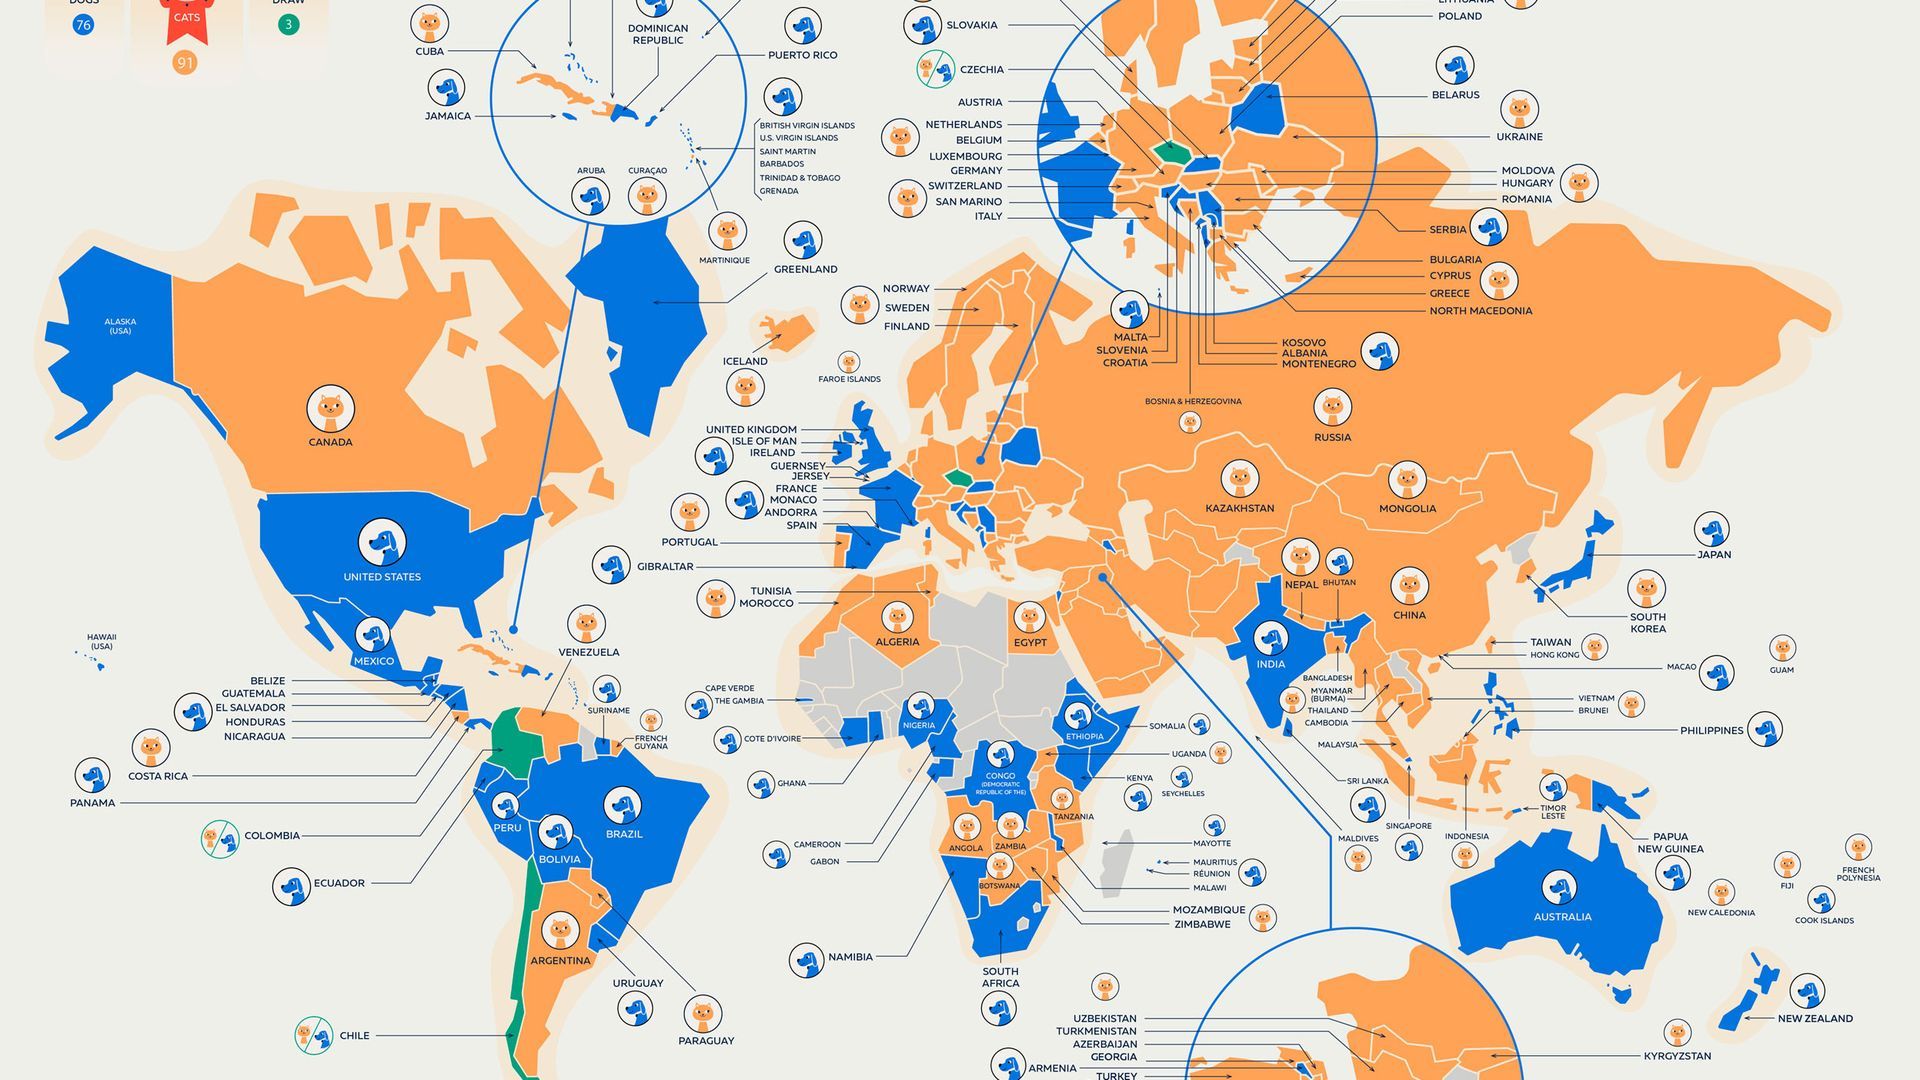 DOGS
76
CATS
91
DRAW
3
CUBA
JAMAICA
DOMINICAN
REPUBLIC
PUERTO RICO
BRITISH VIRGIN ISLANDS
U.S. VIRGIN ISLANDS
SAINT MARTIN
BARBADOS
TRINIDAD & TOBAGO
GRENADA
ARUBA
CURAÇAO
MARTINIQUE
GREENLAND
SLOVAKIA
CZECHIA
AUSTRIA
NETHERLANDS
BELGIUM
LUXEMBOURG
GERMANY
SWITZERLAND
SAN MARINO
ITALY
LITHUANIA
POLAND
BELARUS
UKRAINE
MOLDOVA
HUNGARY
ROMANIA
SERBIA
BULGARIA
CYPRUS
GREECE
NORTH MACEDONIA
MALTA
SLOVENIA
CROATIA
KOSOVO
ALBANIA
MONTENEGRO
BOSNIA & HERZEGOVINA
NORWAY
SWEDEN
FINLAND
ICELAND
FAROE ISLANDS
ALASKA
(USA)
CANADA
RUSSIA
UNITED KINGDOM
ISLE OF MAN
IRELAND
GUERNSEY
JERSEY
FRANCE
MONACO
ANDORRA
SPAIN
PORTUGAL
GIBRALTAR
TUNISIA
MOROCCO
KAZAKHSTAN
MONGOLIA
UNITED STATES
JAPAN
NEPAL
BHUTAN
CHINA
SOUTH
KOREA
HAWAII
(USA)
MEXICO
VENEZUELA
ALGERIA
EGYPT
INDIA
TAIWAN
HONG KONG
MACAO
GUAM
BELIZE
GUATEMALA
EL SALVADOR
HONDURAS
NICARAGUA
COSTA RICA
PANAMA
SURINAME
FRENCH
GUYANA
CAPE VERDE
THE GAMBIA
COTE D'IVOIRE
GHANA
NIGERIA
ETHIOPIA
SOMALIA
UGANDA
KENYA
SEYCHELLES
BANGLADESH
MYANMAR
(BURMA)
THAILAND
CAMBODIA
MALAYSIA
VIETNAM
BRUNEI
PHILIPPINES
SRI LANKA
MALDIVES
SINGAPORE
INDONESIA
TIMOR
LESTE
PAPUA
NEW GUINEA
COLOMBIA
ECUADOR
PERU
BRAZIL
BOLIVIA
CAMEROON
GABON
CONGO
(DEMOCRATIC
REPUBLIC OF THE)
TANZANIA
ANGOLA
ZAMBIA
BOTSWANA
MAYOTTE
MAURITIUS
RÉUNION
MALAWI
MOZAMBIQUE
ZIMBABWE
NAMIBIA
SOUTH
AFRICA
AUSTRALIA
NEW CALEDONIA
FIJI
COOK ISLANDS
FRENCH
POLYNESIA
NEW ZEALAND
ARGENTINA
URUGUAY
PARAGUAY
CHILE
UZBEKISTAN
TURKMENISTAN
AZERBAIJAN
GEORGIA
ARMENIA
TURKEY
KYRGYZSTAN